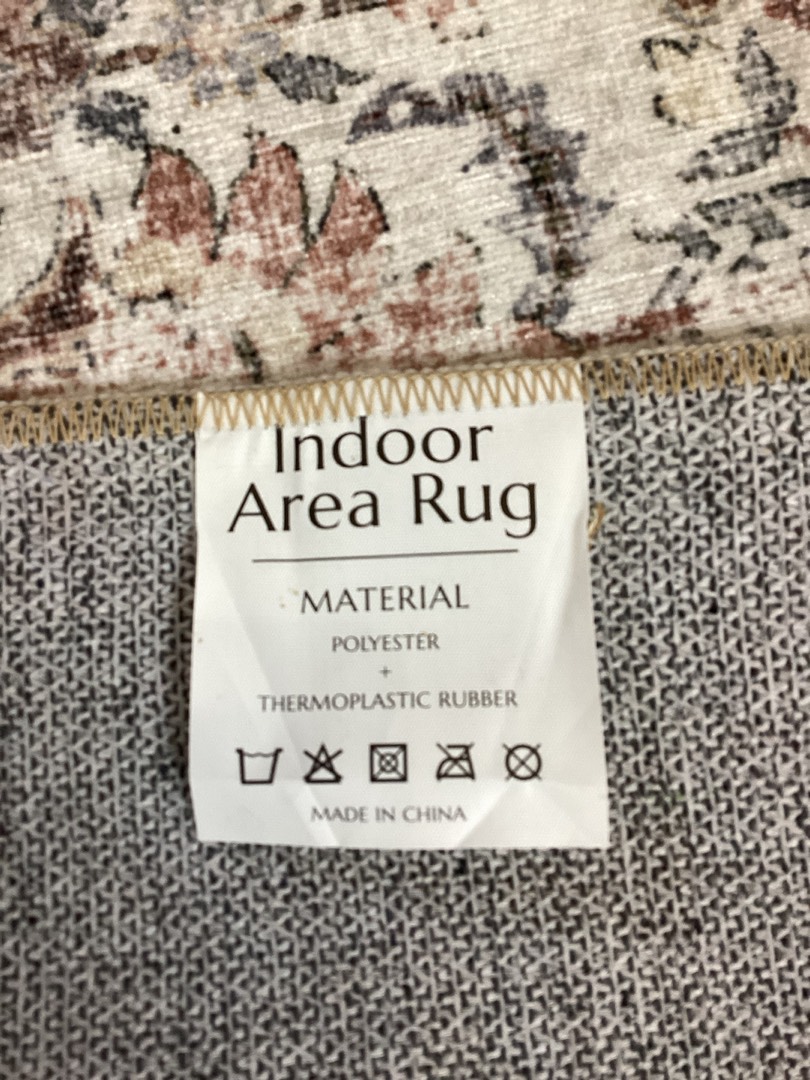 Indoor
Area Rug
MATERIAL
POLYESTER
+
THERMOPLASTIC RUBBER
MADE IN CHINA